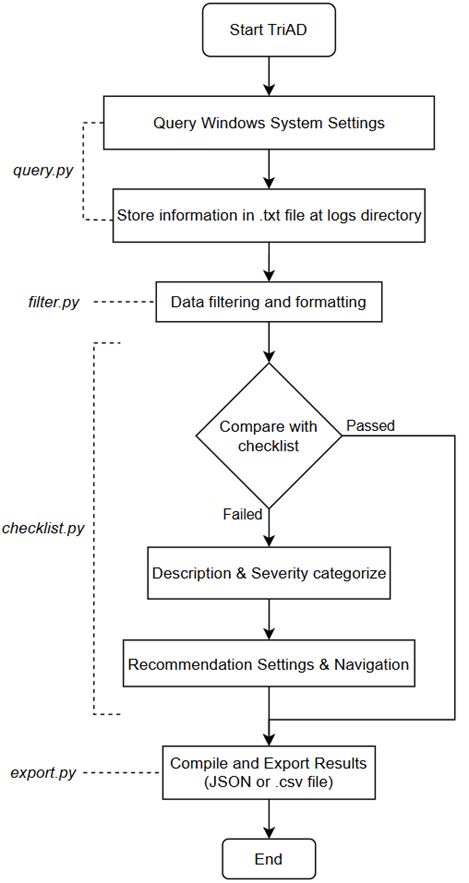 Start TriAD
Query Windows System Settings
query.py
Store information in .txt file at logs directory
filter.py
Data filtering and formatting
Compare with
checklist
Passed
Failed
checklist.py
Description & Severity categorize
Recommendation Settings & Navigation
export.py
Compile and Export Results
(JSON or .csv file)
End